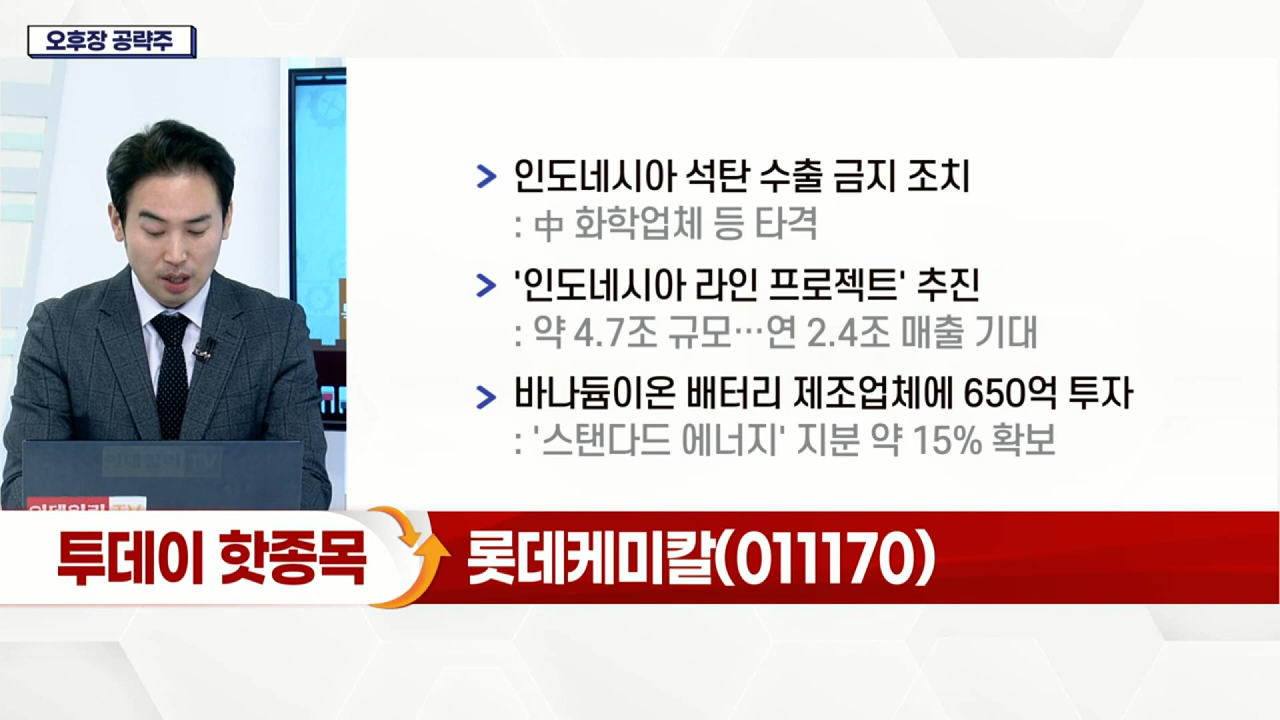 오후장 공략주
> 인도네시아 석탄 수출 금지 조치
: 中 화학업체 등 타격
> '인도네시아 라인 프로젝트' 추진
: 약 4.7조 규모…연 2.4조 매출 기대
> 바나듐이온 배터리 제조업체에 650억 투자
: '스탠다드 에너지' 지분 약 15% 확보
투데이 핫종목
롯데케미칼(011170)